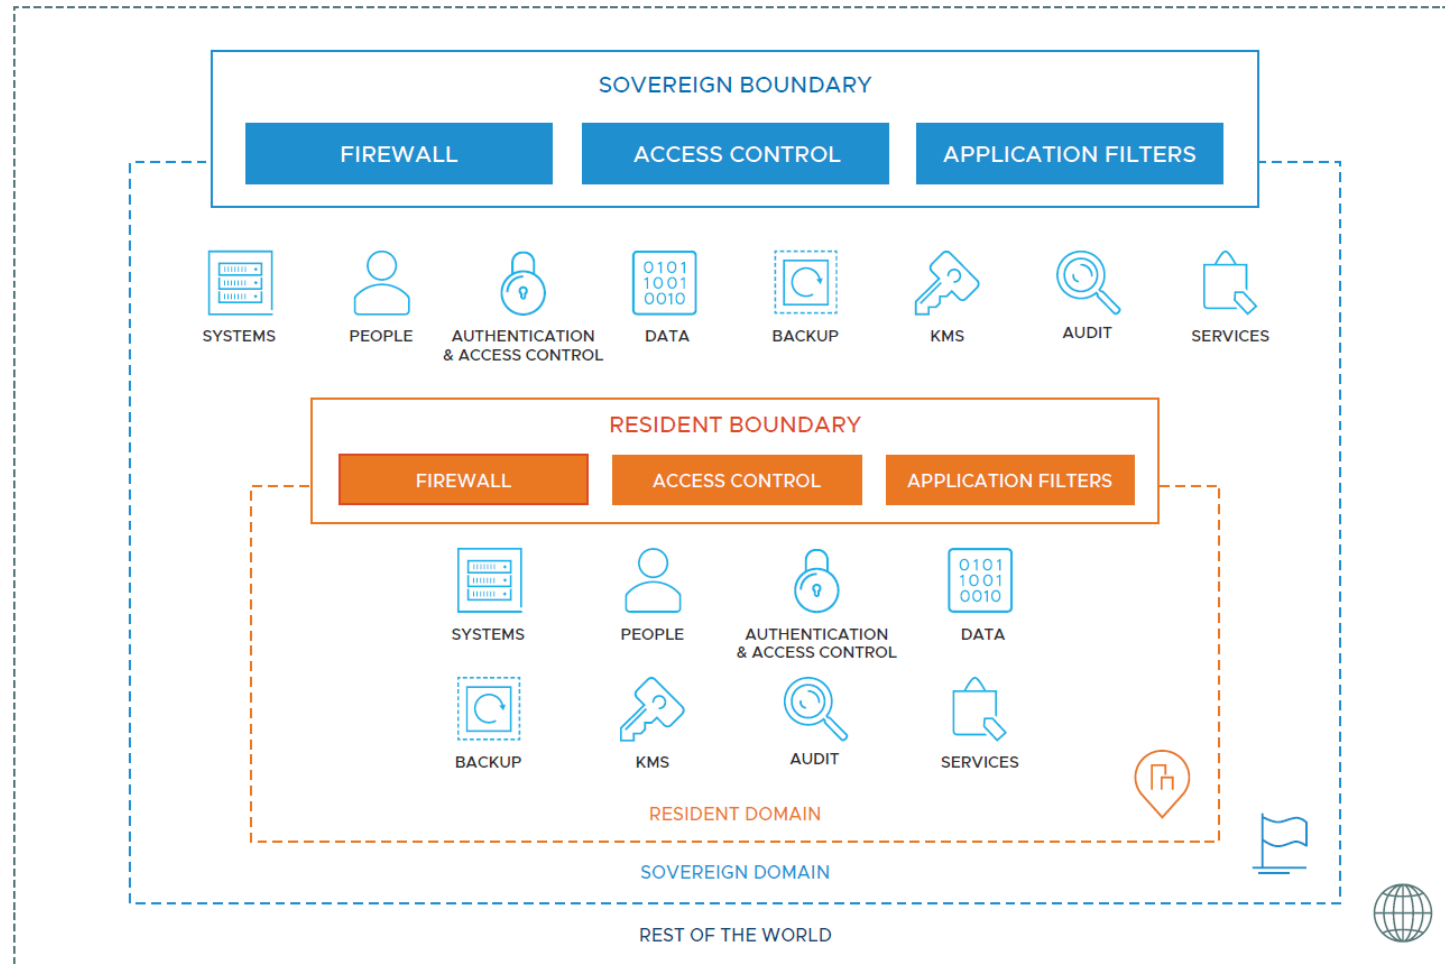 SOVEREIGN BOUNDARY
FIREWALL
ACCESS CONTROL
APPLICATION FILTERS
SYSTEMS
PEOPLE
AUTHENTICATION
& ACCESS CONTROL
0101
1001
0010
DATA
BACKUP
KMS
AUDIT
SERVICES
RESIDENT BOUNDARY
FIREWALL
ACCESS CONTROL
APPLICATION FILTERS
SYSTEMS
PEOPLE
AUTHENTICATION
& ACCESS CONTROL
0101
1001
0010
DATA
BACKUP
KMS
AUDIT
SERVICES
RESIDENT DOMAIN
SOVEREIGN DOMAIN
REST OF THE WORLD